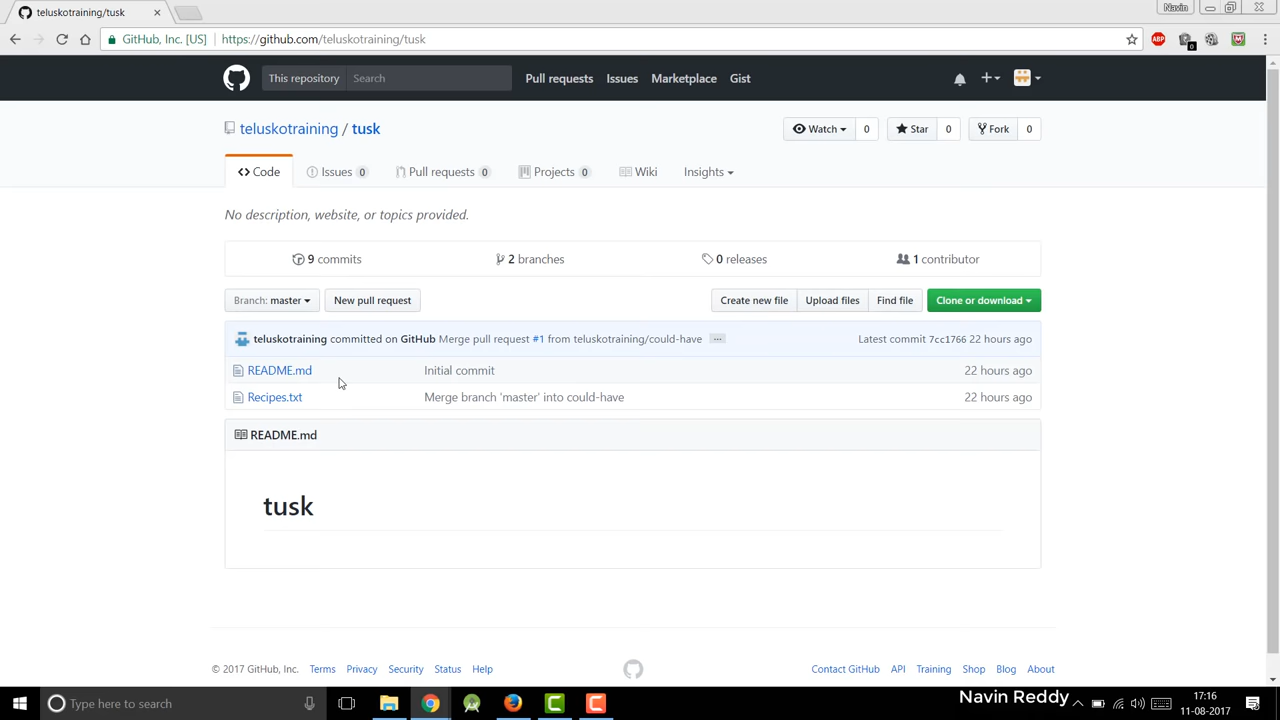 teluskotraining/tusk
Navin
GitHub, Inc. [US] https://github.com/teluskotraining/tusk
ABP
0
This repository Search Pull requests Issues Marketplace Gist
teluskotraining / tusk
Watch 0 Star 0 Fork 0
Code Issues 0 Pull requests 0 Projects 0 Wiki Insights
No description, website, or topics provided.
9 commits 2 branches 0 releases 1 contributor
Branch: master New pull request Create new file Upload files Find file Clone or download
teluskotraining committed on GitHub Merge pull request #1 from teluskotraining/could-have ... Latest commit 7cc1766 22 hours ago
README.md Initial commit 22 hours ago
Recipes.txt Merge branch 'master' into could-have 22 hours ago
README.md
tusk
© 2017 GitHub, Inc. Terms Privacy Security Status Help Contact GitHub API Training Shop Blog About
Type here to search
Navin Reddy
17:16
11-08-2017